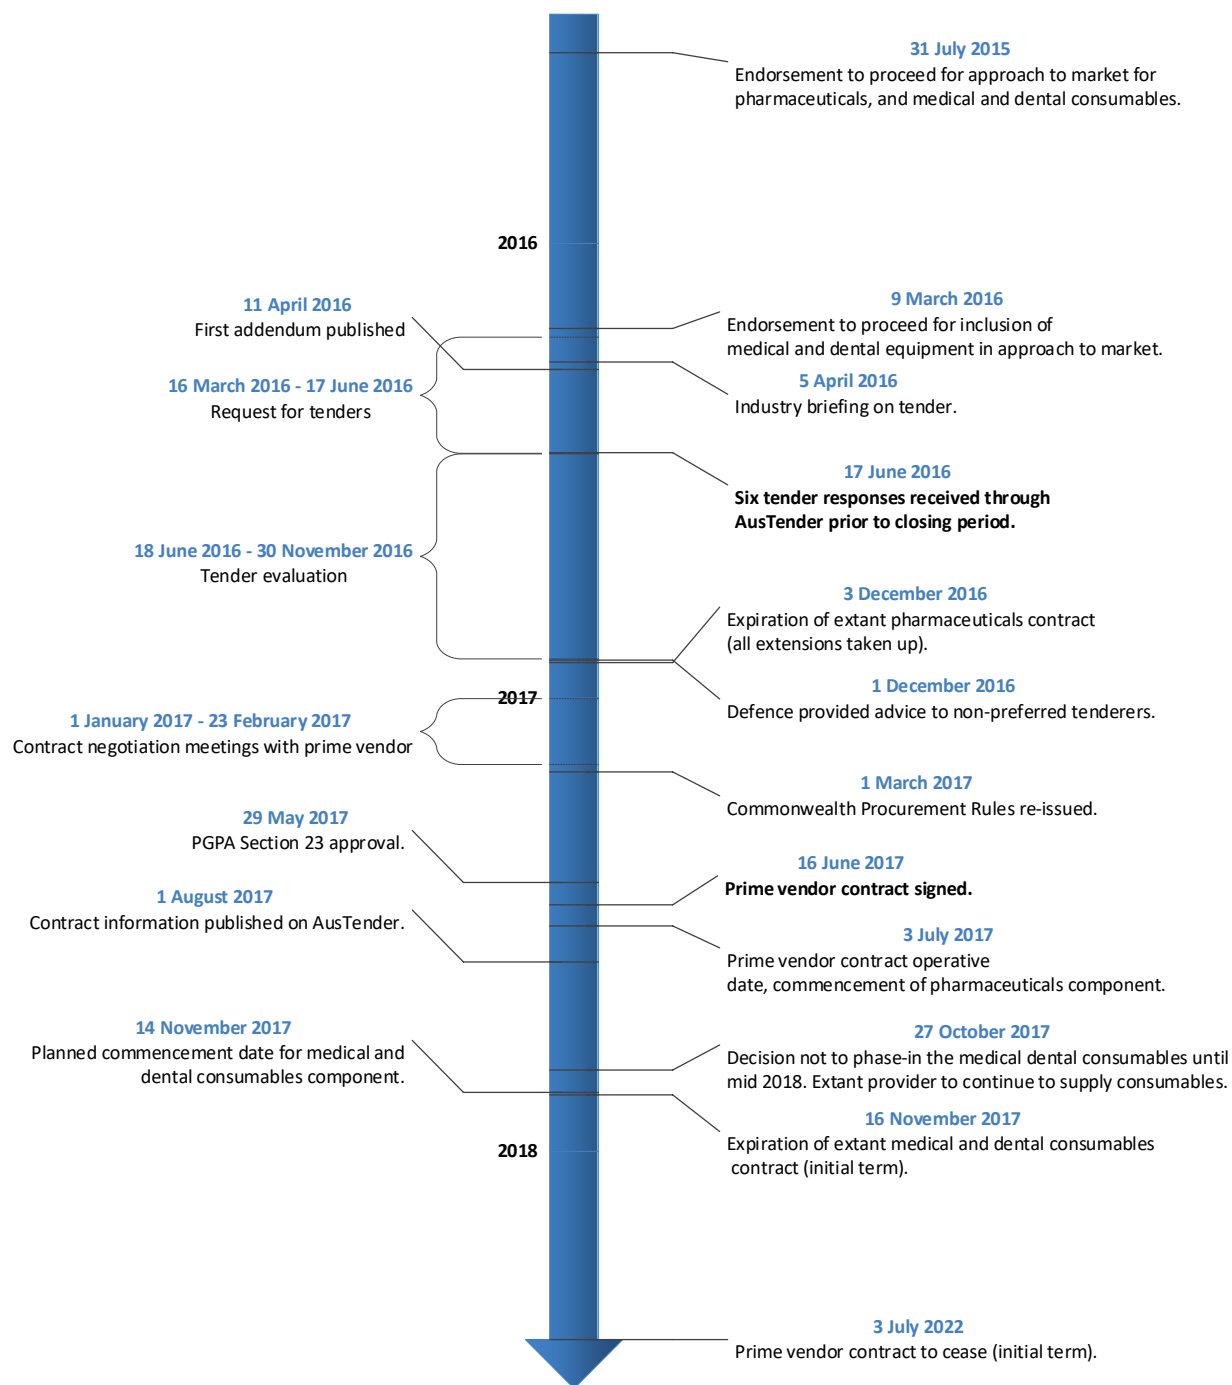 31 July 2015
Endorsement to proceed for approach to market for
pharmaceuticals, and medical and dental consumables.
2016
11 April 2016
First addendum published
9 March 2016
Endorsement to proceed for inclusion of
medical and dental equipment in approach to market.
16 March 2016 - 17 June 2016
Request for tenders
5 April 2016
Industry briefing on tender.
17 June 2016
Six tender responses received through
AusTender prior to closing period.
18 June 2016 - 30 November 2016
Tender evaluation
3 December 2016
Expiration of extant pharmaceuticals contract
(all extensions taken up).
2017
1 December 2016
Defence provided advice to non-preferred tenderers.
1 January 2017 - 23 February 2017
Contract negotiation meetings with prime vendor
1 March 2017
Commonwealth Procurement Rules re-issued.
29 May 2017
PGPA Section 23 approval.
16 June 2017
Prime vendor contract signed.
1 August 2017
Contract information published on AusTender.
3 July 2017
Prime vendor contract operative
date, commencement of pharmaceuticals component.
14 November 2017
Planned commencement date for medical and
dental consumables component.
27 October 2017
Decision not to phase-in the medical dental consumables until
mid 2018. Extant provider to continue to supply consumables.
16 November 2017
Expiration of extant medical and dental consumables
contract (initial term).
2018
3 July 2022
Prime vendor contract to cease (initial term).